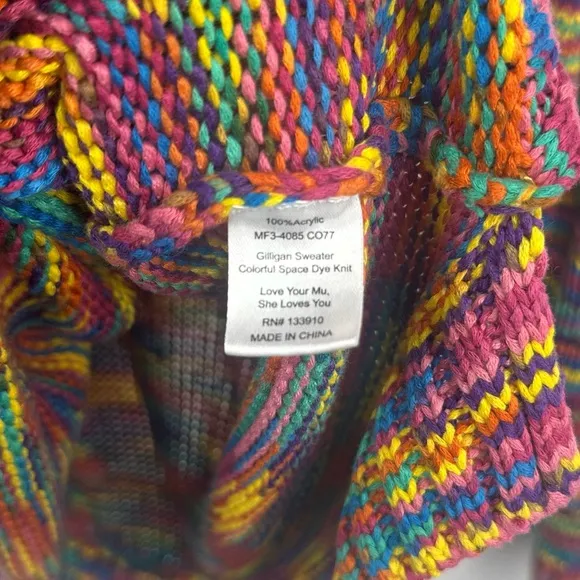 100%Acrylic
MF3-4085 CO77
Gilligan Sweater
Colorful Space Dye Knit
Love Your Mu,
She Loves You
RN# 133910
MADE IN CHINA